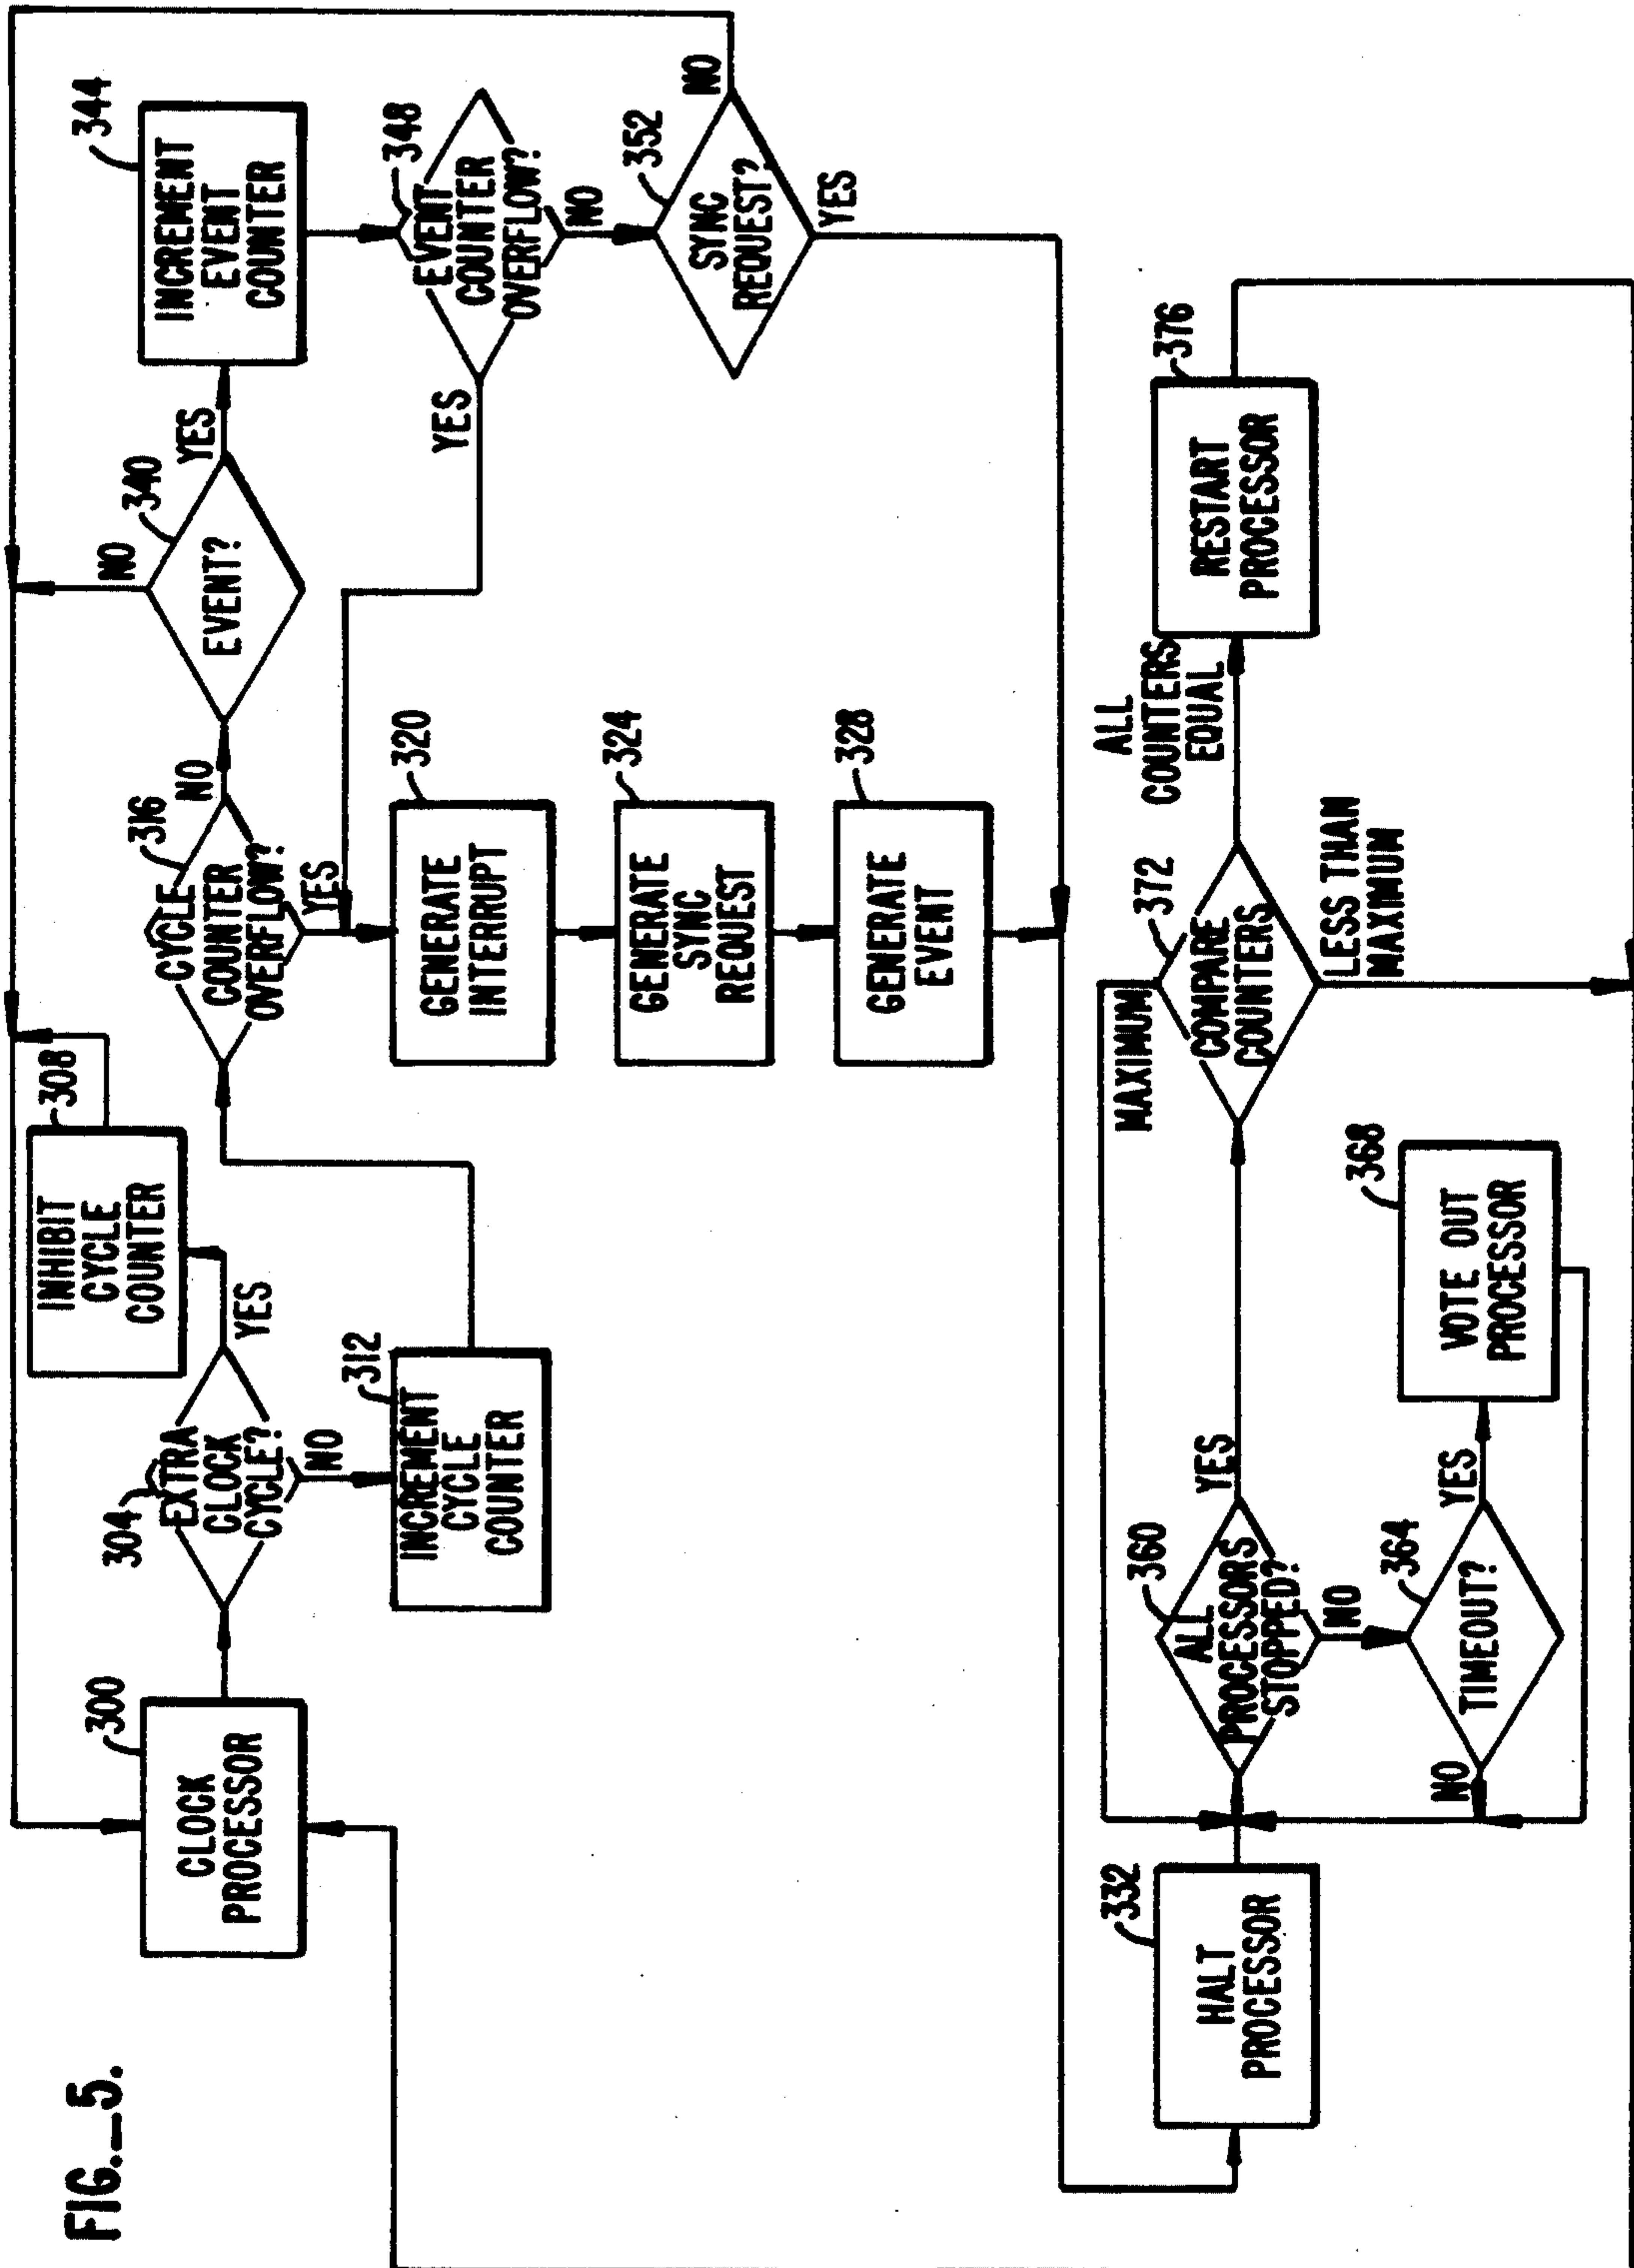 FIG._5.
300
CLOCK
PROCESSOR
304
EXTRA
CLOCK
CYCLE?
YES
NO
308
INHIBIT
CYCLE
COUNTER
312
INCREMENT
CYCLE
COUNTER
316
CYCLE
COUNTER
OVERFLOW?
NO
YES
320
GENERATE
INTERRUPT
324
GENERATE
SYNC
REQUEST
328
GENERATE
EVENT
340
EVENT?
NO
YES
344
INCREMENT
EVENT
COUNTER
348
EVENT
COUNTER
OVERFLOW?
YES
NO
352
SYNC
REQUEST?
NO
YES
332
HALT
PROCESSOR
360
ALL
PROCESSORS
STOPPED?
YES
NO
364
TIMEOUT?
NO
YES
368
VOTE OUT
PROCESSOR
372
COMPARE
COUNTERS
MAXIMUM
LESS THAN
MAXIMUM
ALL
COUNTERS
EQUAL
376
RESTART
PROCESSOR